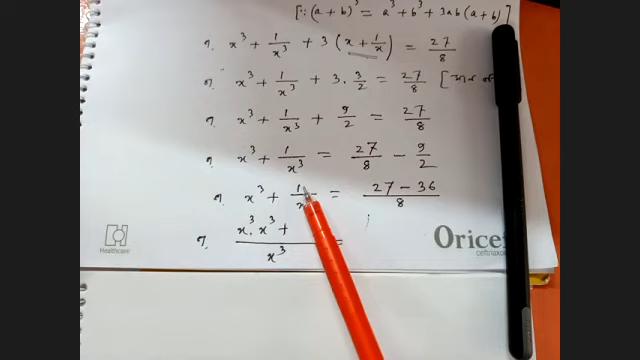 [∵ (a + b)³ = a³ + b³ + 3ab(a + b)]
বা, x³ + 1/x³ + 3(x + 1/x) = 27/8
বা, x³ + 1/x³ + 3 . 3/2 = 27/8 [
বা, x³ + 1/x³ + 9/2 = 27/8
বা, x³ + 1/x³ = 27/8 - 9/2
বা, x³ + 1/x = (27 - 36)/8
বা, (x³ . x³ +)/x³ =
Healthcare
Oricef
ceftriaxon